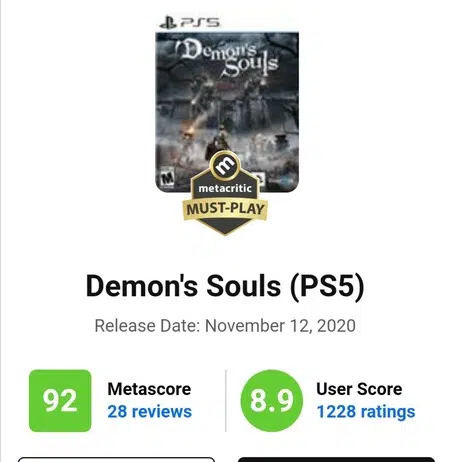 PS5
Demon's
Souls
M
m
metacritic
MUST-PLAY
Demon's Souls (PS5)
Release Date: November 12, 2020
92
Metascore
28 reviews
8.9
User Score
1228 ratings